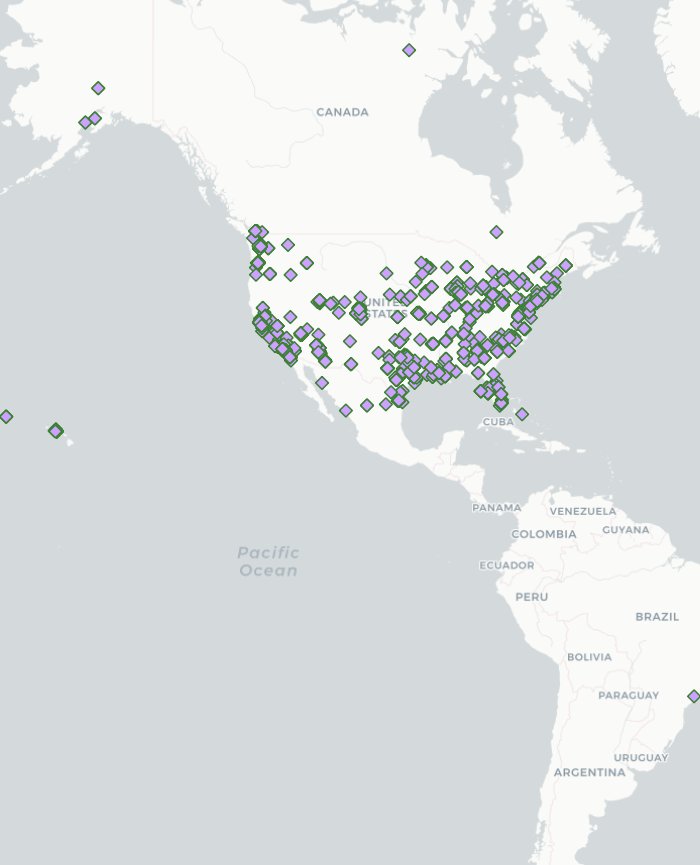 CANADA
UNITED
STATES
CUBA
PANAMA
VENEZUELA
GUYANA
COLOMBIA
Pacific
Ocean
ECUADOR
PERU
BRAZIL
BOLIVIA
PARAGUAY
URUGUAY
ARGENTINA